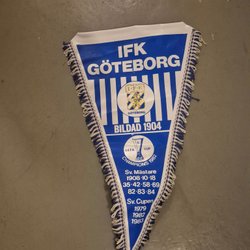 IFK
GÖTEBORG
BILDAD 1904
CHAMPIONS
Sv. Mästare
1908·10·18
35·42·58·69
82·83·84
Sv. Cupen
1979
1982